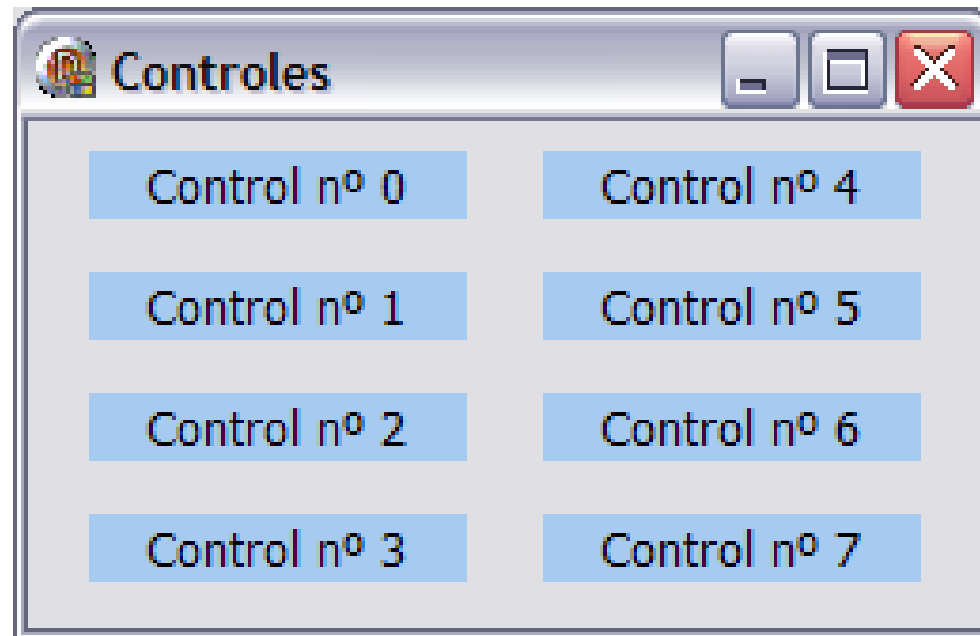 Controles
Control nº 0
Control nº 1
Control nº 2
Control nº 3
Control nº 4
Control nº 5
Control nº 6
Control nº 7